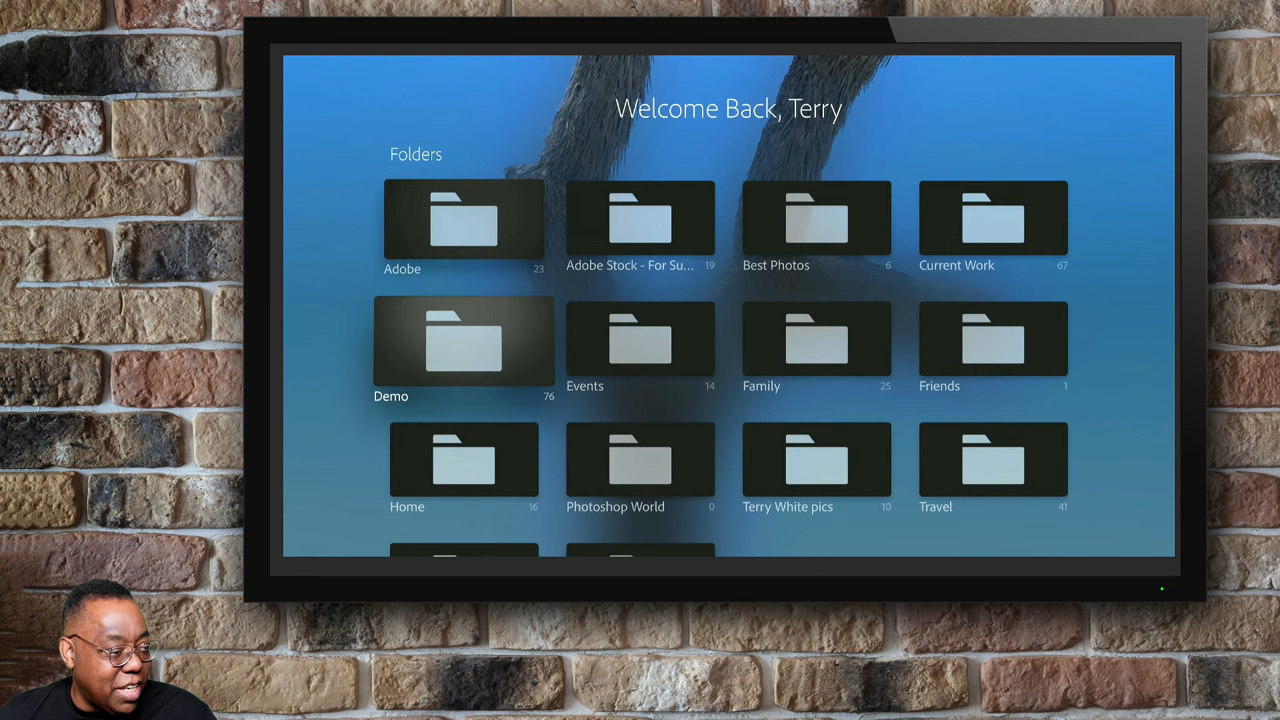 Welcome Back, Terry
Folders
Adobe 23
Adobe Stock - For Su... 19
Best Photos 6
Current Work 67
Demo 76
Events 14
Family 25
Friends 1
Home 16
Photoshop World 0
Terry White pics 10
Travel 41